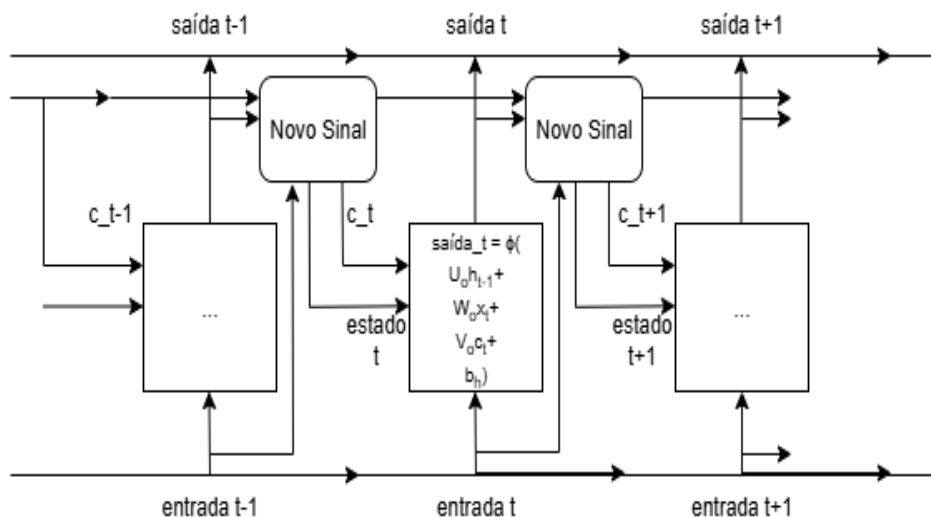 saída t-1
saída t
saída t+1
Novo Sinal
Novo Sinal
c_t-1
c_t
c_t+1
...
saída_t = ϕ(
Uₒhₜ₋₁+
Wₒxₜ+
Vₒcₜ+
bₕ)
...
estado
t
estado
t+1
entrada t-1
entrada t
entrada t+1